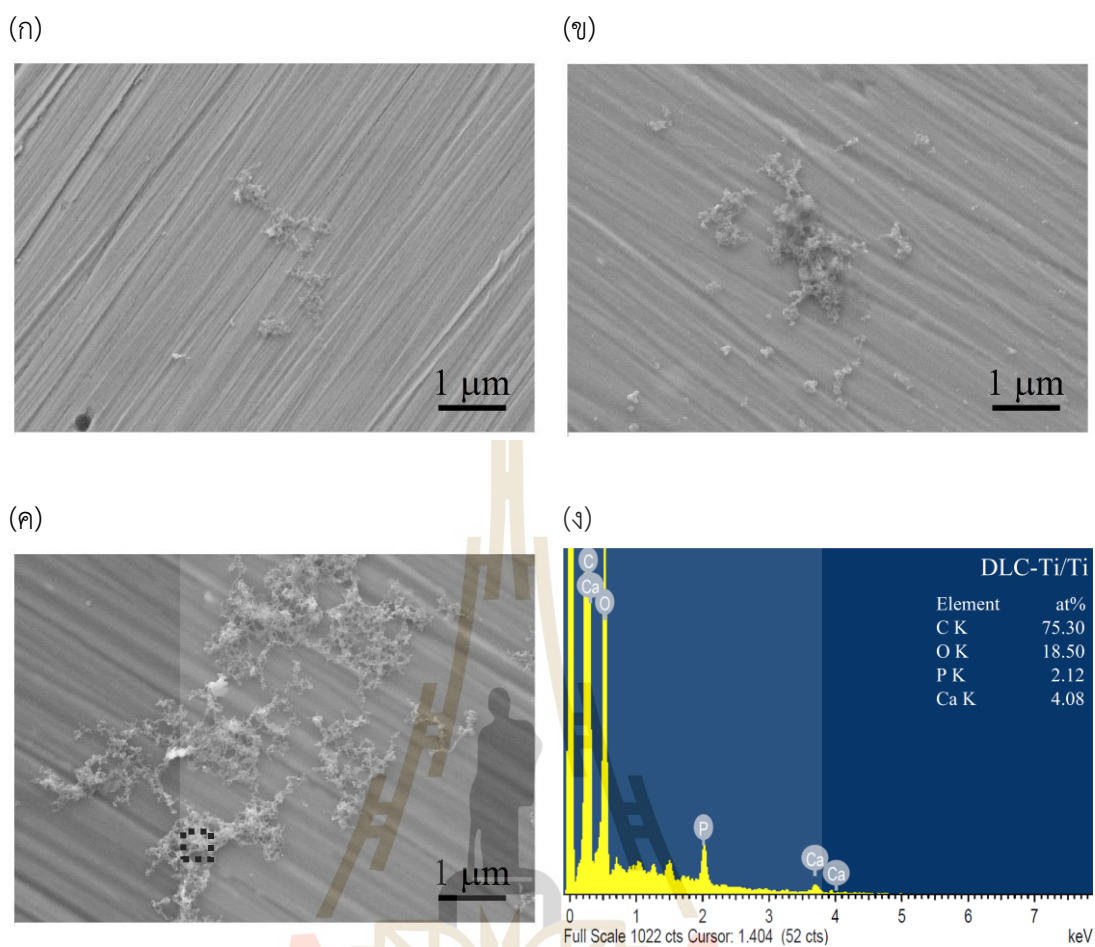 (ก)
(ข)
1 μm
1 μm
(ค)
(ง)
1 μm
DLC-Ti/Ti
Element at%
C K 75.30
O K 18.50
P K 2.12
Ca K 4.08
C
Ca
O
P
Ca
Ca
0 1 2 3 4 5 6 7
Full Scale 1022 cts Cursor: 1.404 (52 cts) keV